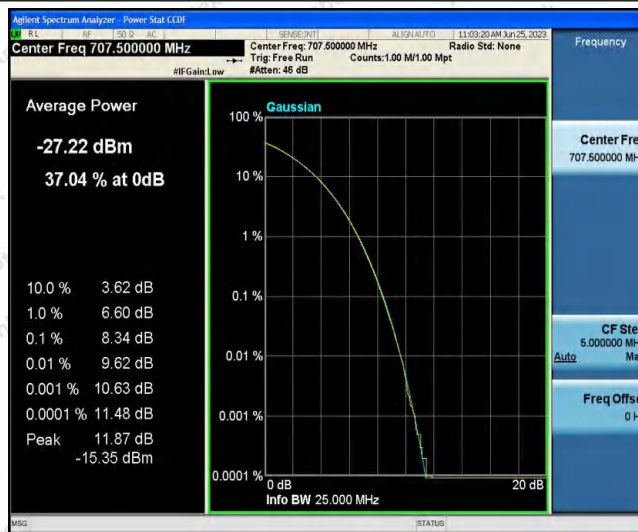 Agilent Spectrum Analyzer - Power Stat CCDF
RL RF 50 Ω AC SENSE:INT ALIGN AUTO 11:03:20 AM Jun 25, 2023
Center Freq 707.500000 MHz
Center Freq: 707.500000 MHz Radio Std: None
Trig: Free Run Counts:1.00 M/1.00 Mpt
#IFGain:Low #Atten: 46 dB
Frequency
Average Power
-27.22 dBm
37.04 % at 0dB
10.0 % 3.62 dB
1.0 % 6.60 dB
0.1 % 8.34 dB
0.01 % 9.62 dB
0.001 % 10.63 dB
0.0001 % 11.48 dB
Peak 11.87 dB
-15.35 dBm
Gaussian
100 %
10 %
1 %
0.1 %
0.01 %
0.001 %
0.0001 %
0 dB 20 dB
Info BW 25.000 MHz
Center Fre
707.500000 MH
CF Ste
5.000000 MH
Auto Ma
Freq Offse
0 H
MSG STATUS